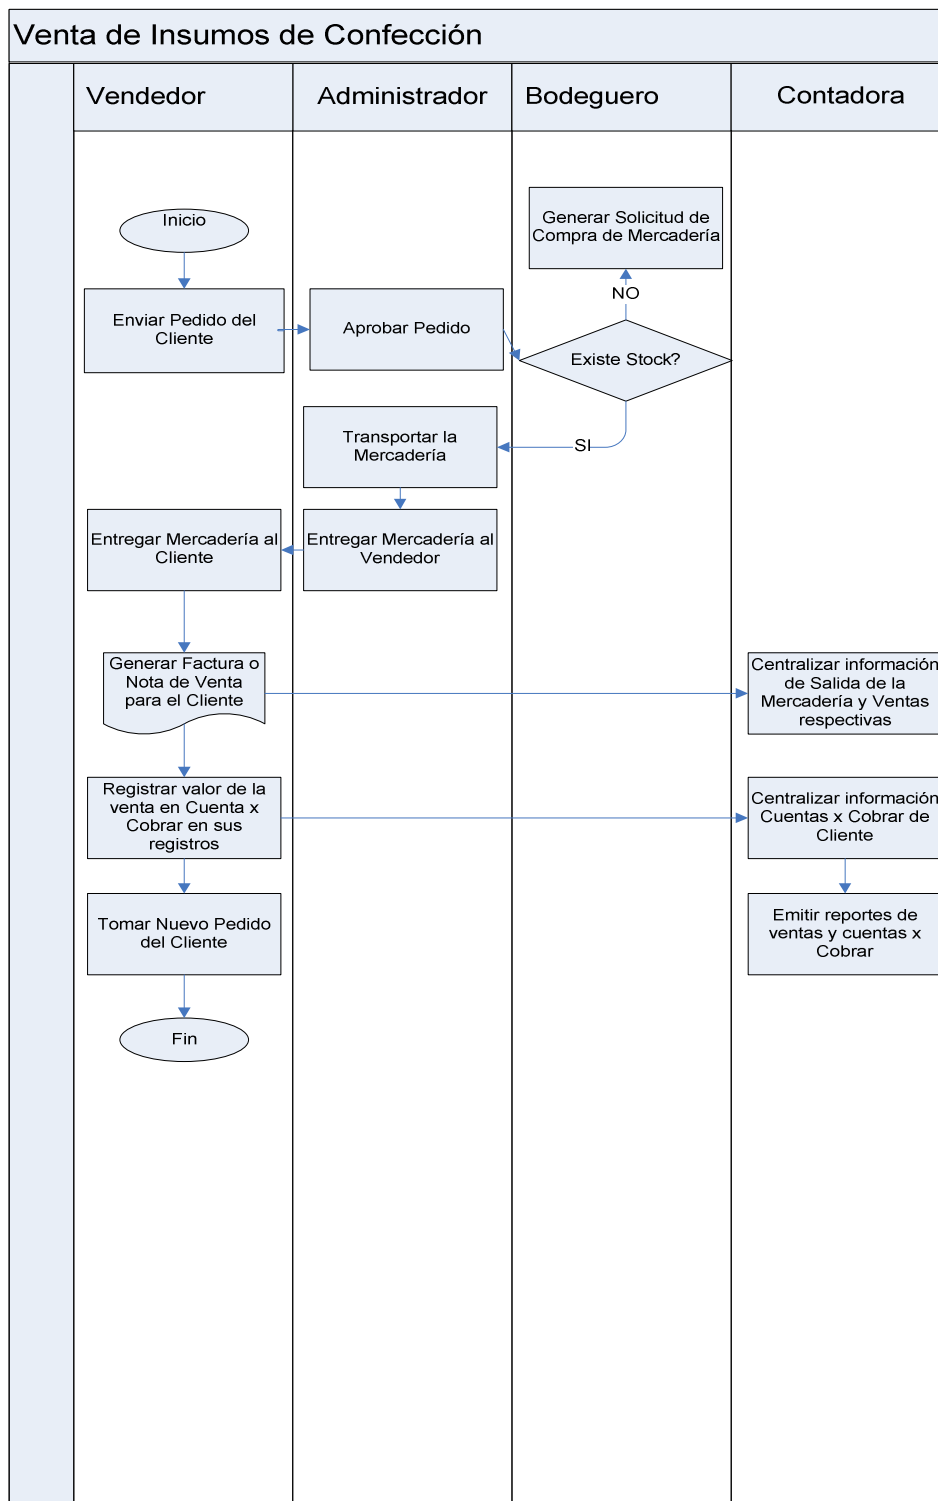 Venta de Insumos de Confección
Vendedor
Administrador
Bodeguero
Contadora
Inicio
Generar Solicitud de
Compra de Mercadería
NO
Enviar Pedido del
Cliente
Aprobar Pedido
Existe Stock?
SI
Transportar la
Mercadería
Entregar Mercadería al
Vendedor
Entregar Mercadería al
Cliente
Generar Factura o
Nota de Venta
para el Cliente
Centralizar información
de Salida de la
Mercadería y Ventas
respectivas
Registrar valor de la
venta en Cuenta x
Cobrar en sus
registros
Centralizar información
Cuentas x Cobrar de
Cliente
Tomar Nuevo Pedido
del Cliente
Emitir reportes de
ventas y cuentas x
Cobrar
Fin